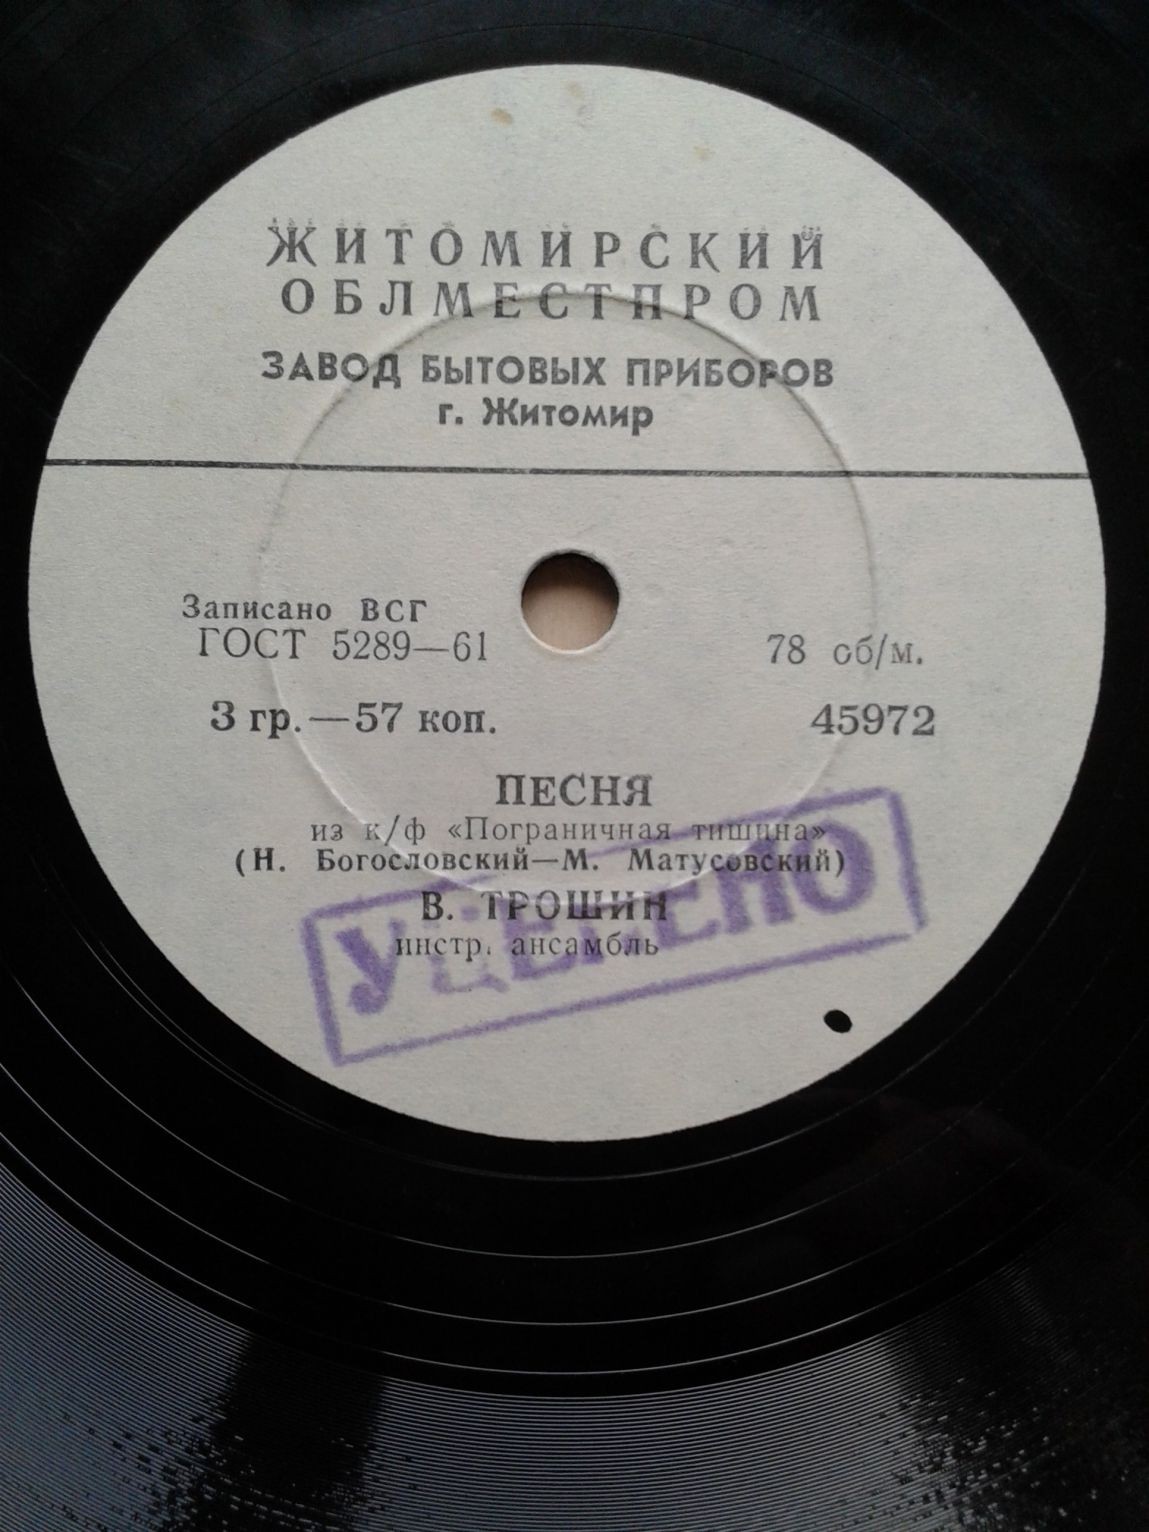 ЖИТОМИРСКИЙ
ОБЛМЕСТПРОМ
ЗАВОД БЫТОВЫХ ПРИБОРОВ
г. Житомир
Записано ВСГ
ГОСТ 5289—61
78 об/м.
3 гр.—57 коп.
45972
ПЕСНЯ
из к/ф «Пограничная тишина»
(Н. Богословский—М. Матусовский)
В. ТРОШИН
инстр. ансамбль
УЦЕНЕНО